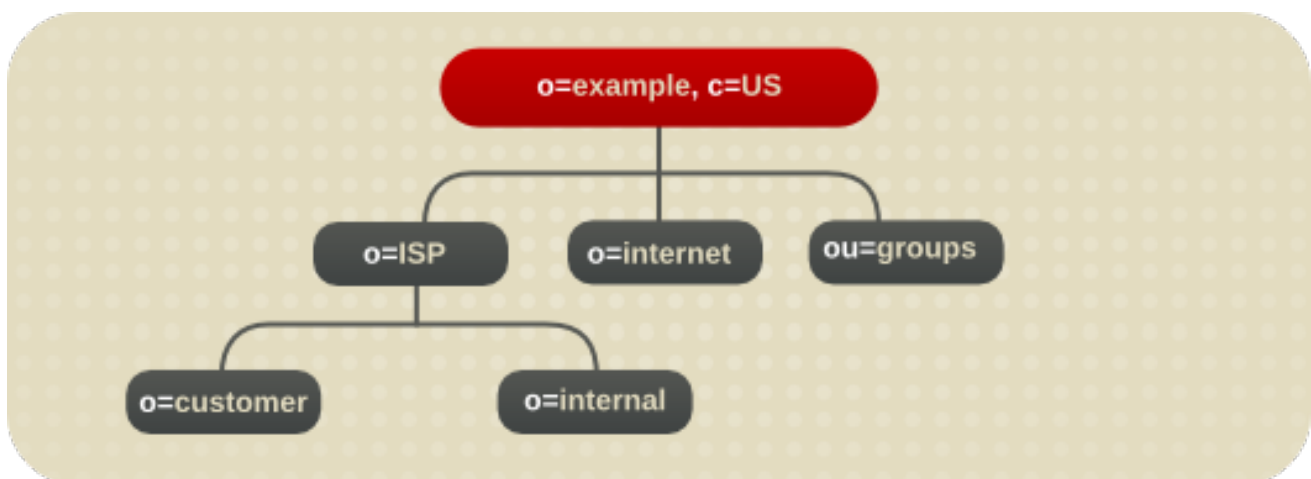 o=example, c=US
o=ISP
o=internet
ou=groups
o=customer
o=internal